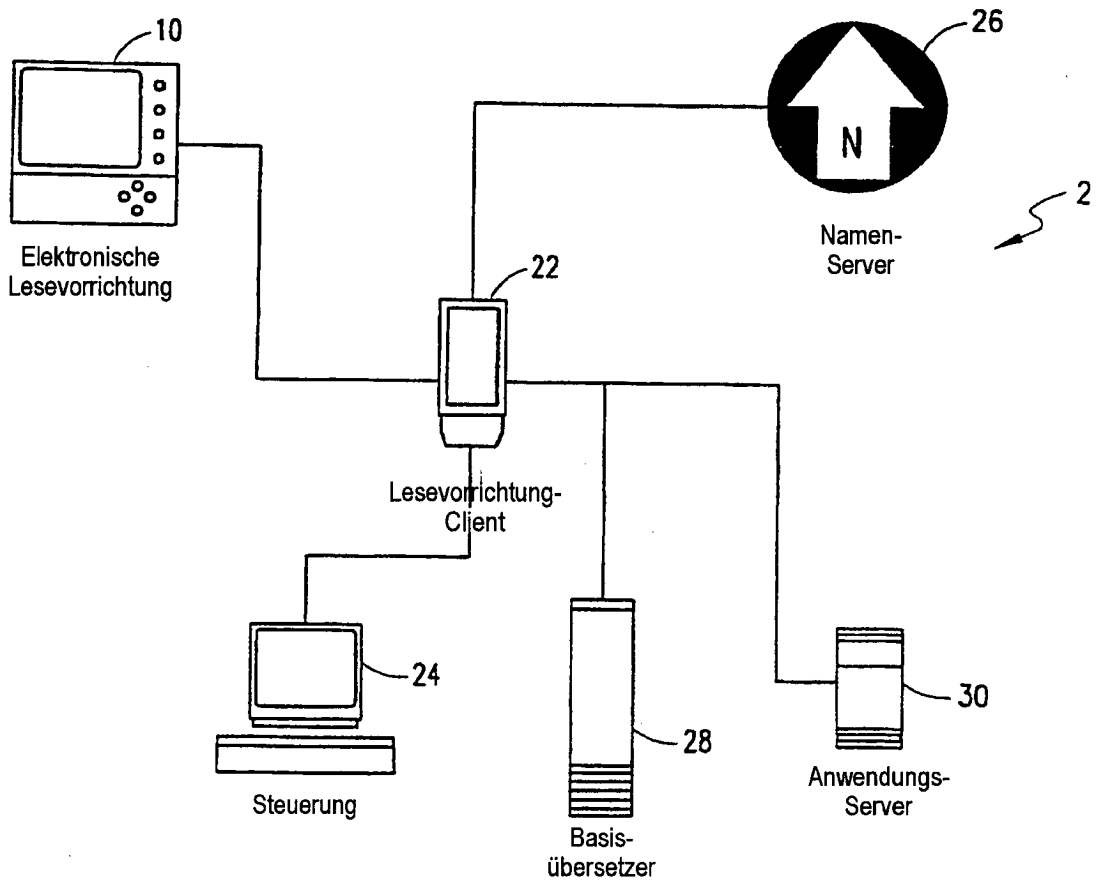 10
26
N
2
Elektronische
Lesevorrichtung
Namen-
Server
22
Lesevorrichtung-
Client
24
Steuerung
28
30
Basis-
übersetzer
Anwendungs-
Server